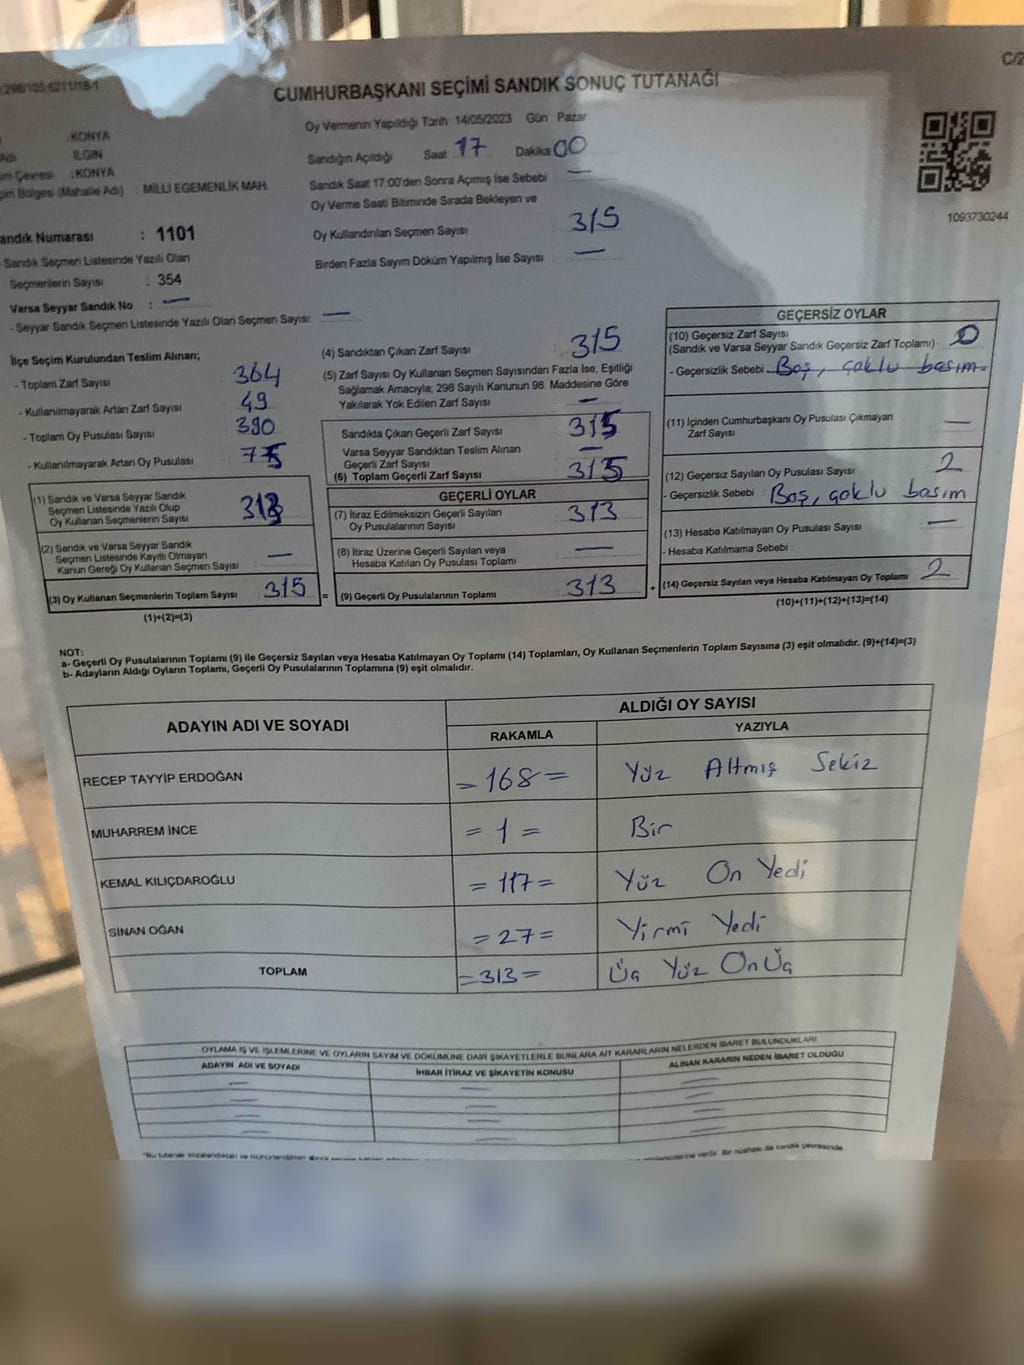 CUMHURBAŞKANI SEÇİMİ SANDIK SONUÇ TUTANAĞI
KONYA
Adı ILGIN
Çevresi : KONYA
Bölgesi (Mahalle Adı) : MİLLİ EGEMENLİK MAH.
Numarası : 1101
Sandık Seçmen Listesinde Yazılı Olan
Seçmenlerin Sayısı : 354
Varsa Seyyar Sandık No : —
- Seyyar Sandık Seçmen Listesinde Yazılı Olan Seçmen Sayısı: —
Oy Vermenin Yapıldığı Tarih : 14/05/2023 Gün : Pazar
Sandığın Açıldığı Saat 17 Dakika 00
Sandık Saat 17:00'den Sonra Açımış İse Sebebi : —
Oy Verme Saati Bitiminde Sırada Bekleyen ve
Oy Kullandırılan Seçmen Sayısı 315
Birden Fazla Sayım Döküm Yapılmış İse Sayısı : —
1093730244
İlçe Seçim Kurulundan Teslim Alınan;
- Toplam Zarf Sayısı 364
- Kullanılmayarak Artan Zarf Sayısı 49
- Toplam Oy Pusulası Sayısı 390
- Kullanılmayarak Artan Oy Pusulası 75
(1) Sandık ve Varsa Seyyar Sandık
Seçmen Listesinde Yazılı Olup
Oy Kullanan Seçmenlerin Sayısı
(2) Sandık ve Varsa Seyyar Sandık
Seçmen Listesinde Kayıtlı Olmayan
Kanun Gereği Oy Kullanan Seçmen Sayısı : —
(3) Oy Kullanan Seçmenlerin Toplam Sayısı : 315 =
(1)+(2)=(3)
(4) Sandıktan Çıkan Zarf Sayısı 315
(5) Zarf Sayısı Oy Kullanan Seçmen Sayısından Fazla İse, Eşitliği
Sağlamak Amacıyla; 298 Sayılı Kanunun 98. Maddesine Göre
Yakılarak Yok Edilen Zarf Sayısı : —
Sandıkta Çıkan Geçerli Zarf Sayısı : 315
Varsa Seyyar Sandıktan Teslim Alınan
Geçerli Zarf Sayısı : —
(6) Toplam Geçerli Zarf Sayısı : 315
GEÇERLİ OYLAR
(7) İtiraz Edilmeksizin Geçerli Sayılan
Oy Pusulalarının Sayısı : 313
(8) İtiraz Üzerine Geçerli Sayılan veya
Hesaba Katılan Oy Pusulası Toplamı : —
(9) Geçerli Oy Pusulalarının Toplamı : 313 +
GEÇERSİZ OYLAR
(10) Geçersiz Zarf Sayısı
(Sandık ve Varsa Seyyar Sandık Geçersiz Zarf Toplamı) : 0
- Geçersizlik Sebebi : Boş, çoklu basım
(11) İçinden Cumhurbaşkanı Oy Pusulası Çıkmayan
Zarf Sayısı —
(12) Geçersiz Sayılan Oy Pusulası Sayısı : 2
- Geçersizlik Sebebi : Boş, çoklu basım
(13) Hesaba Katılmayan Oy Pusulası Sayısı : —
- Hesaba Katılmama Sebebi :
(14) Geçersiz Sayılan veya Hesaba Katılmayan Oy Toplamı : 2
(10)+(11)+(12)+(13)=(14)
NOT:
a- Geçerli Oy Pusulalarının Toplamı (9) ile Geçersiz Sayılan veya Hesaba Katılmayan Oy Toplamı (14) Toplamları, Oy Kullanan Seçmenlerin Toplam Sayısına (3) eşit olmalıdır. (9)+(14)=(3)
b- Adayların Aldığı Oyların Toplamı, Geçerli Oy Pusulalarının Toplamına (9) eşit olmalıdır.
ADAYIN ADI VE SOYADI
ALDIĞI OY SAYISI
RAKAMLA YAZIYLA
RECEP TAYYİP ERDOĞAN = 168 = Yüz Altmış Sekiz
MUHARREM İNCE = 1 = Bir
KEMAL KILIÇDAROĞLU = 117 = Yüz On Yedi
SİNAN OĞAN = 27 = Yirmi Yedi
TOPLAM = 313 = Üç Yüz On Üç
OYLAMA İŞ VE İŞLEMLERİNE VE OYLARIN SAYIM VE DÖKÜMÜNE DAİR ŞİKAYETLERLE BUNLARA AİT KARARLARIN NELERDEN İBARET BULUNDUKLARI
ADAYIN ADI VE SOYADI İHBAR İTİRAZ VE ŞİKAYETİN KONUSU ALINAN KARARIN NEDEN İBARET OLDUĞU